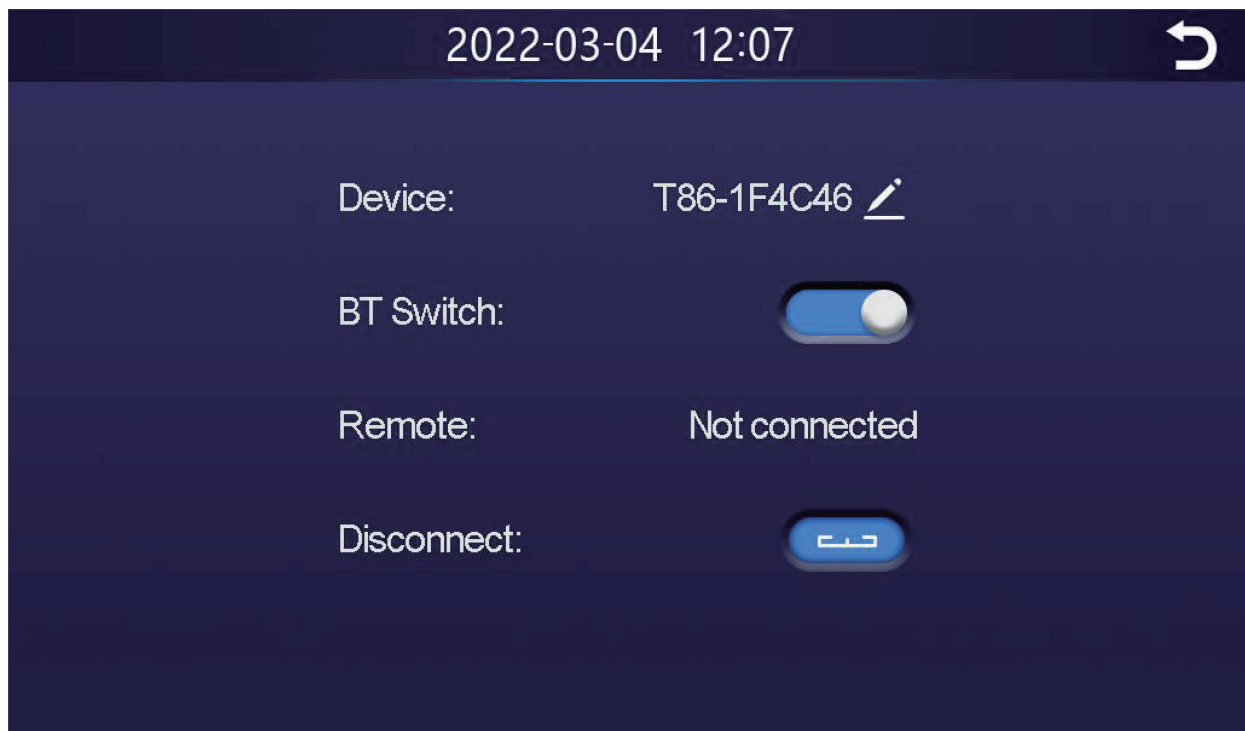 2022-03-04 12:07
Device: T86-1F4C46
BT Switch:
Remote: Not connected
Disconnect: